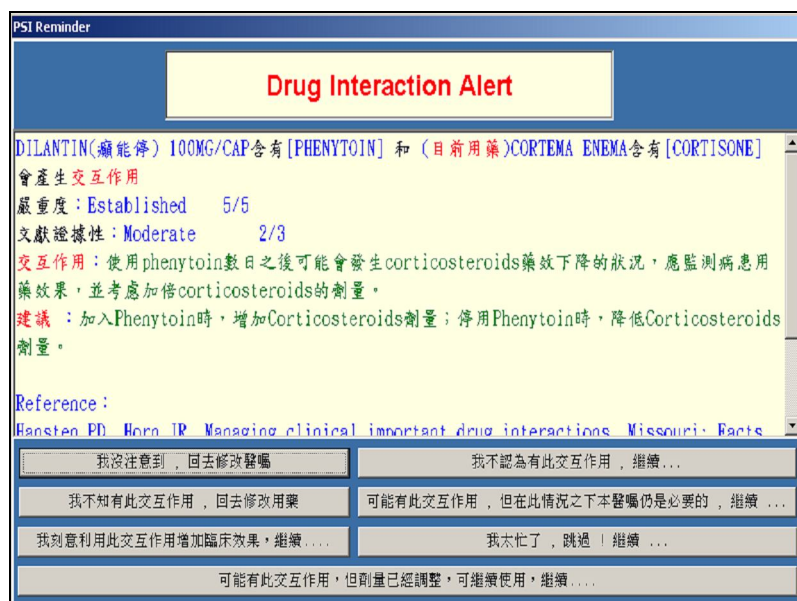 PSI Reminder
Drug Interaction Alert
DILANTIN(癲能停) 100MG/CAP含有[PHENYTOIN] 和 (目前用藥)CORTEMA ENEMA含有[CORTISONE]
會產生交互作用
嚴重度：Established 5/5
文獻證據性：Moderate 2/3
交互作用：使用phenytoin數日之後可能會發生corticosteroids藥效下降的狀況，應監測病患用
藥效果，並考慮加倍corticosteroids的劑量。
建議 ：加入Phenytoin時，增加Corticosteroids劑量；停用Phenytoin時，降低Corticosteroids
劑量。
Reference：
Hansten PD, Horn JR. Managing clinical important drug interactions. Missouri: Facts
我沒注意到 , 回去修改醫囑
我不認為有此交互作用 , 繼續...
我不知有此交互作用 , 回去修改用藥
可能有此交互作用 , 但在此情況之下本醫囑仍是必要的 , 繼續 ...
我刻意利用此交互作用增加臨床效果，繼續....
我太忙了 , 跳過 ! 繼續 ...
可能有此交互作用，但劑量已經調整，可繼續使用，繼續....